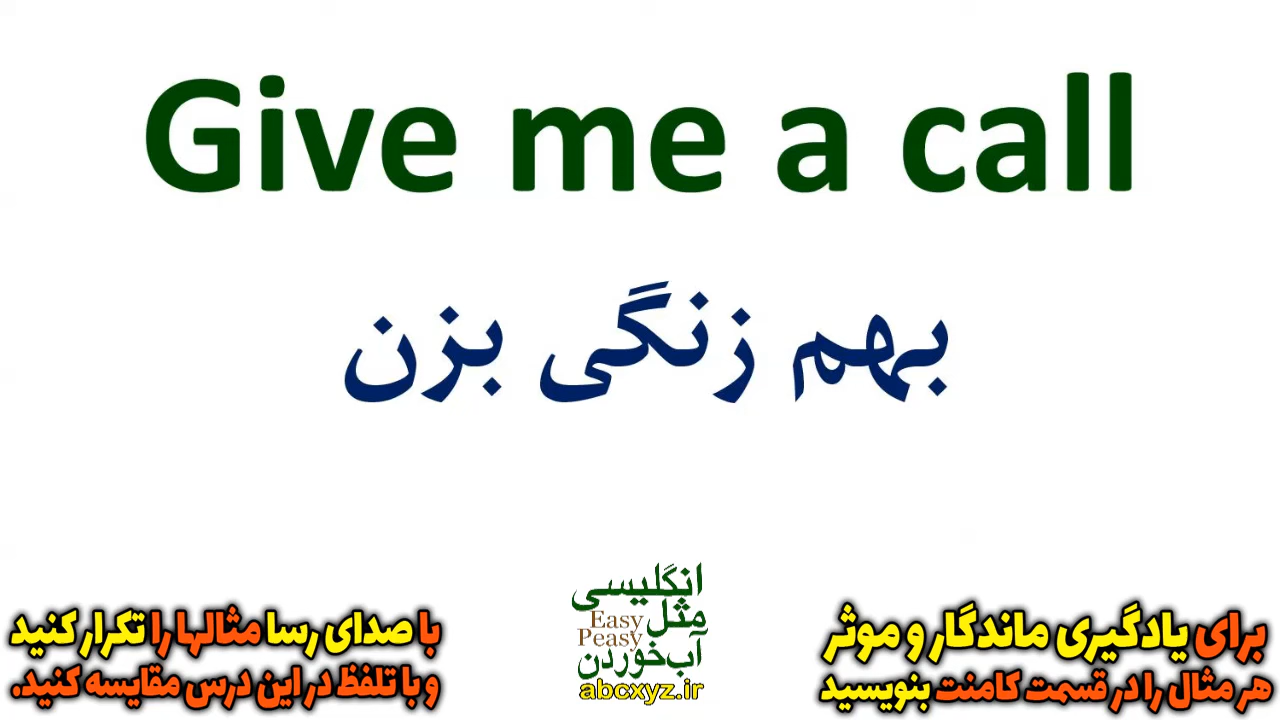 Give me a call
بهم زنگی بزن
برای یادگیری ماندگار و موثر
هر مثال را در قسمت کامنت بنویسید
انگلیسی
مثل
Easy
Peasy
آب‌خوردن
abcxyz.ir
با صدای رسا مثالها را تکرار کنید
و با تلفظ در این درس مقایسه کنید.